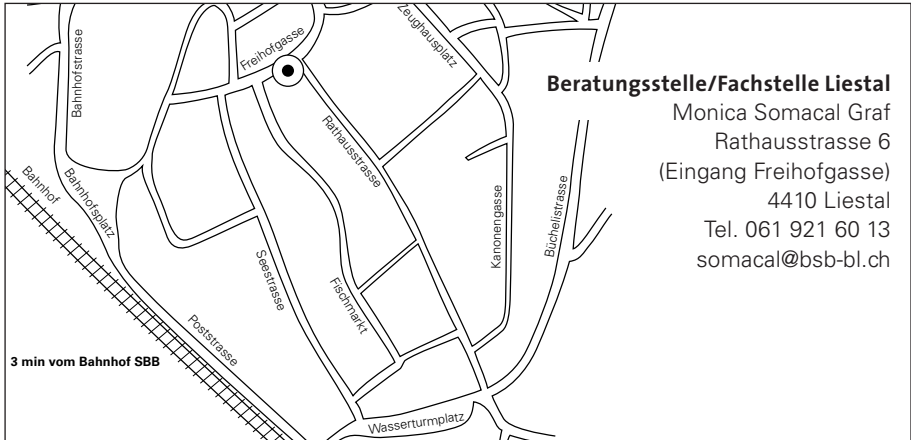 Bahnhofstrasse
Freihofgasse
Zeughausplatz
Rathausstrasse
Bahnhof
Bahnhofsplatz
Seestrasse
Fischmarkt
Kanonengasse
Büchelistrasse
Poststrasse
3 min vom Bahnhof SBB
Wasserturmplatz
Beratungsstelle/Fachstelle Liestal
Monica Somacal Graf
Rathausstrasse 6
(Eingang Freihofgasse)
4410 Liestal
Tel. 061 921 60 13
somacal@bsb-bl.ch